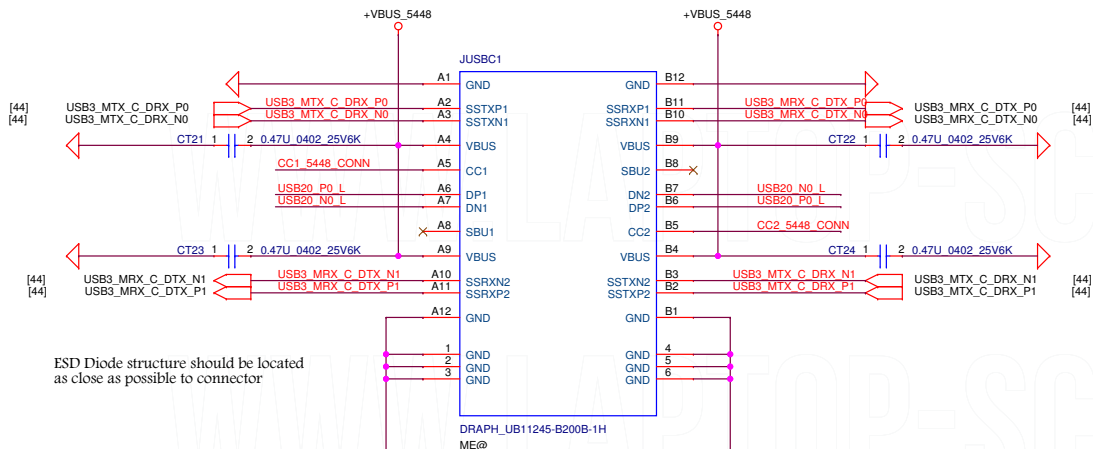 +VBUS_5448 +VBUS_5448
JUSBC1
A1 GND GND B12
[44] USB3_MTX_C_DRX_P0 USB3_MTX_C_DRX_P0 A2 SSTXP1 SSRXP1 B11 USB3_MRX_C_DTX_P0 USB3_MRX_C_DTX_P0 [44]
[44] USB3_MTX_C_DRX_N0 USB3_MTX_C_DRX_N0 A3 SSTXN1 SSRXN1 B10 USB3_MRX_C_DTX_N0 USB3_MRX_C_DTX_N0 [44]
CT21 1 2 0.47U_0402_25V6K A4 VBUS VBUS B9 CT22 1 2 0.47U_0402_25V6K
CC1_5448_CONN A5 CC1 SBU2 B8
USB20_P0_L A6 DP1 DN2 B7 USB20_N0_L
USB20_N0_L A7 DN1 DP2 B6 USB20_P0_L
A8 SBU1 CC2 B5 CC2_5448_CONN
CT23 1 2 0.47U_0402_25V6K A9 VBUS VBUS B4 CT24 1 2 0.47U_0402_25V6K
[44] USB3_MRX_C_DTX_N1 USB3_MRX_C_DTX_N1 A10 SSRXN2 SSTXN2 B3 USB3_MTX_C_DRX_N1 USB3_MTX_C_DRX_N1 [44]
[44] USB3_MRX_C_DTX_P1 USB3_MRX_C_DTX_P1 A11 SSRXP2 SSTXP2 B2 USB3_MTX_C_DRX_P1 USB3_MTX_C_DRX_P1 [44]
A12 GND GND B1
1 GND GND 4
2 GND GND 5
3 GND GND 6
ESD Diode structure should be located
as close as possible to connector
DRAPH_UB11245-B200B-1H
ME@